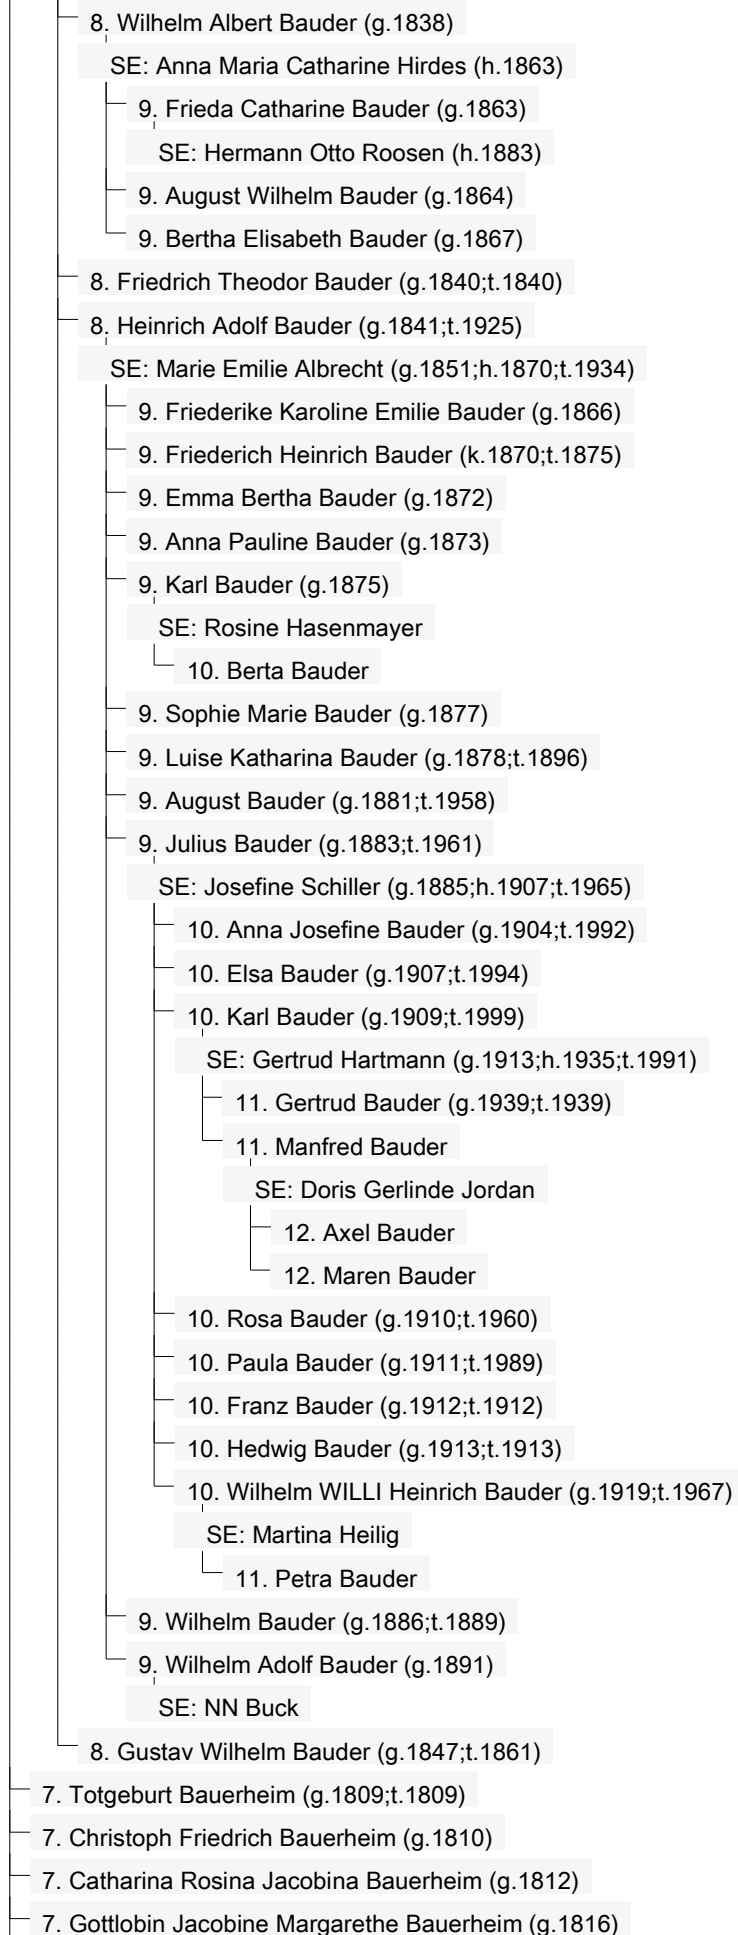 8. Wilhelm Albert Bauder (g.1838)
SE: Anna Maria Catharine Hirdes (h.1863)
9. Frieda Catharine Bauder (g.1863)
SE: Hermann Otto Roosen (h.1883)
9. August Wilhelm Bauder (g.1864)
9. Bertha Elisabeth Bauder (g.1867)
8. Friedrich Theodor Bauder (g.1840;t.1840)
8. Heinrich Adolf Bauder (g.1841;t.1925)
SE: Marie Emilie Albrecht (g.1851;h.1870;t.1934)
9. Friederike Karoline Emilie Bauder (g.1866)
9. Friederich Heinrich Bauder (k.1870;t.1875)
9. Emma Bertha Bauder (g.1872)
9. Anna Pauline Bauder (g.1873)
9. Karl Bauder (g.1875)
SE: Rosine Hasenmayer
10. Berta Bauder
9. Sophie Marie Bauder (g.1877)
9. Luise Katharina Bauder (g.1878;t.1896)
9. August Bauder (g.1881;t.1958)
9. Julius Bauder (g.1883;t.1961)
SE: Josefine Schiller (g.1885;h.1907;t.1965)
10. Anna Josefine Bauder (g.1904;t.1992)
10. Elsa Bauder (g.1907;t.1994)
10. Karl Bauder (g.1909;t.1999)
SE: Gertrud Hartmann (g.1913;h.1935;t.1991)
11. Gertrud Bauder (g.1939;t.1939)
11. Manfred Bauder
SE: Doris Gerlinde Jordan
12. Axel Bauder
12. Maren Bauder
10. Rosa Bauder (g.1910;t.1960)
10. Paula Bauder (g.1911;t.1989)
10. Franz Bauder (g.1912;t.1912)
10. Hedwig Bauder (g.1913;t.1913)
10. Wilhelm WILLI Heinrich Bauder (g.1919;t.1967)
SE: Martina Heilig
11. Petra Bauder
9. Wilhelm Bauder (g.1886;t.1889)
9. Wilhelm Adolf Bauder (g.1891)
SE: NN Buck
8. Gustav Wilhelm Bauder (g.1847;t.1861)
7. Totgeburt Bauerheim (g.1809;t.1809)
7. Christoph Friedrich Bauerheim (g.1810)
7. Catharina Rosina Jacobina Bauerheim (g.1812)
7. Gottlobin Jacobine Margarethe Bauerheim (g.1816)